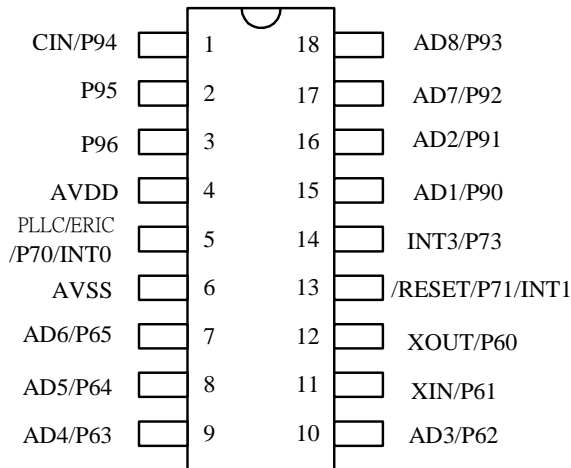 CIN/P94 1 18 AD8/P93
P95 2 17 AD7/P92
P96 3 16 AD2/P91
AVDD 4 15 AD1/P90
PLLC/ERIC
/P70/INT0 5 14 INT3/P73
AVSS 6 13 /RESET/P71/INT1
AD6/P65 7 12 XOUT/P60
AD5/P64 8 11 XIN/P61
AD4/P63 9 10 AD3/P62